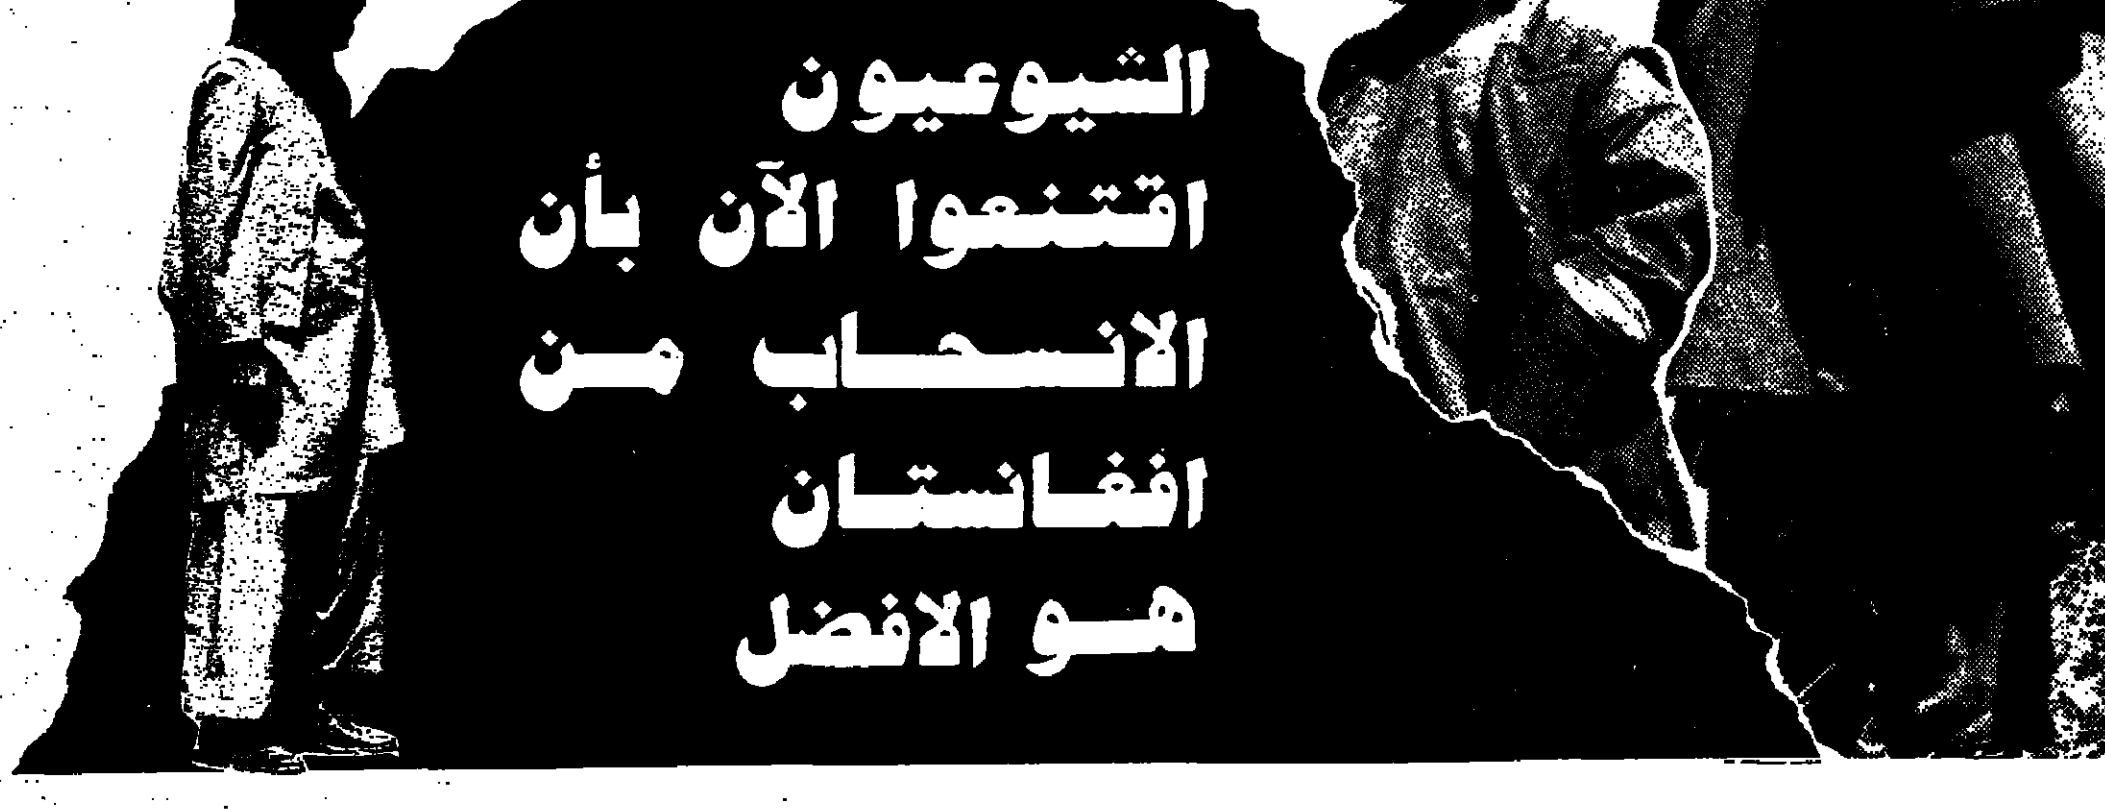 الشيوعيون
اقتنعوا الآن بأن
الانسحاب من
افغانستان
هو الافضل